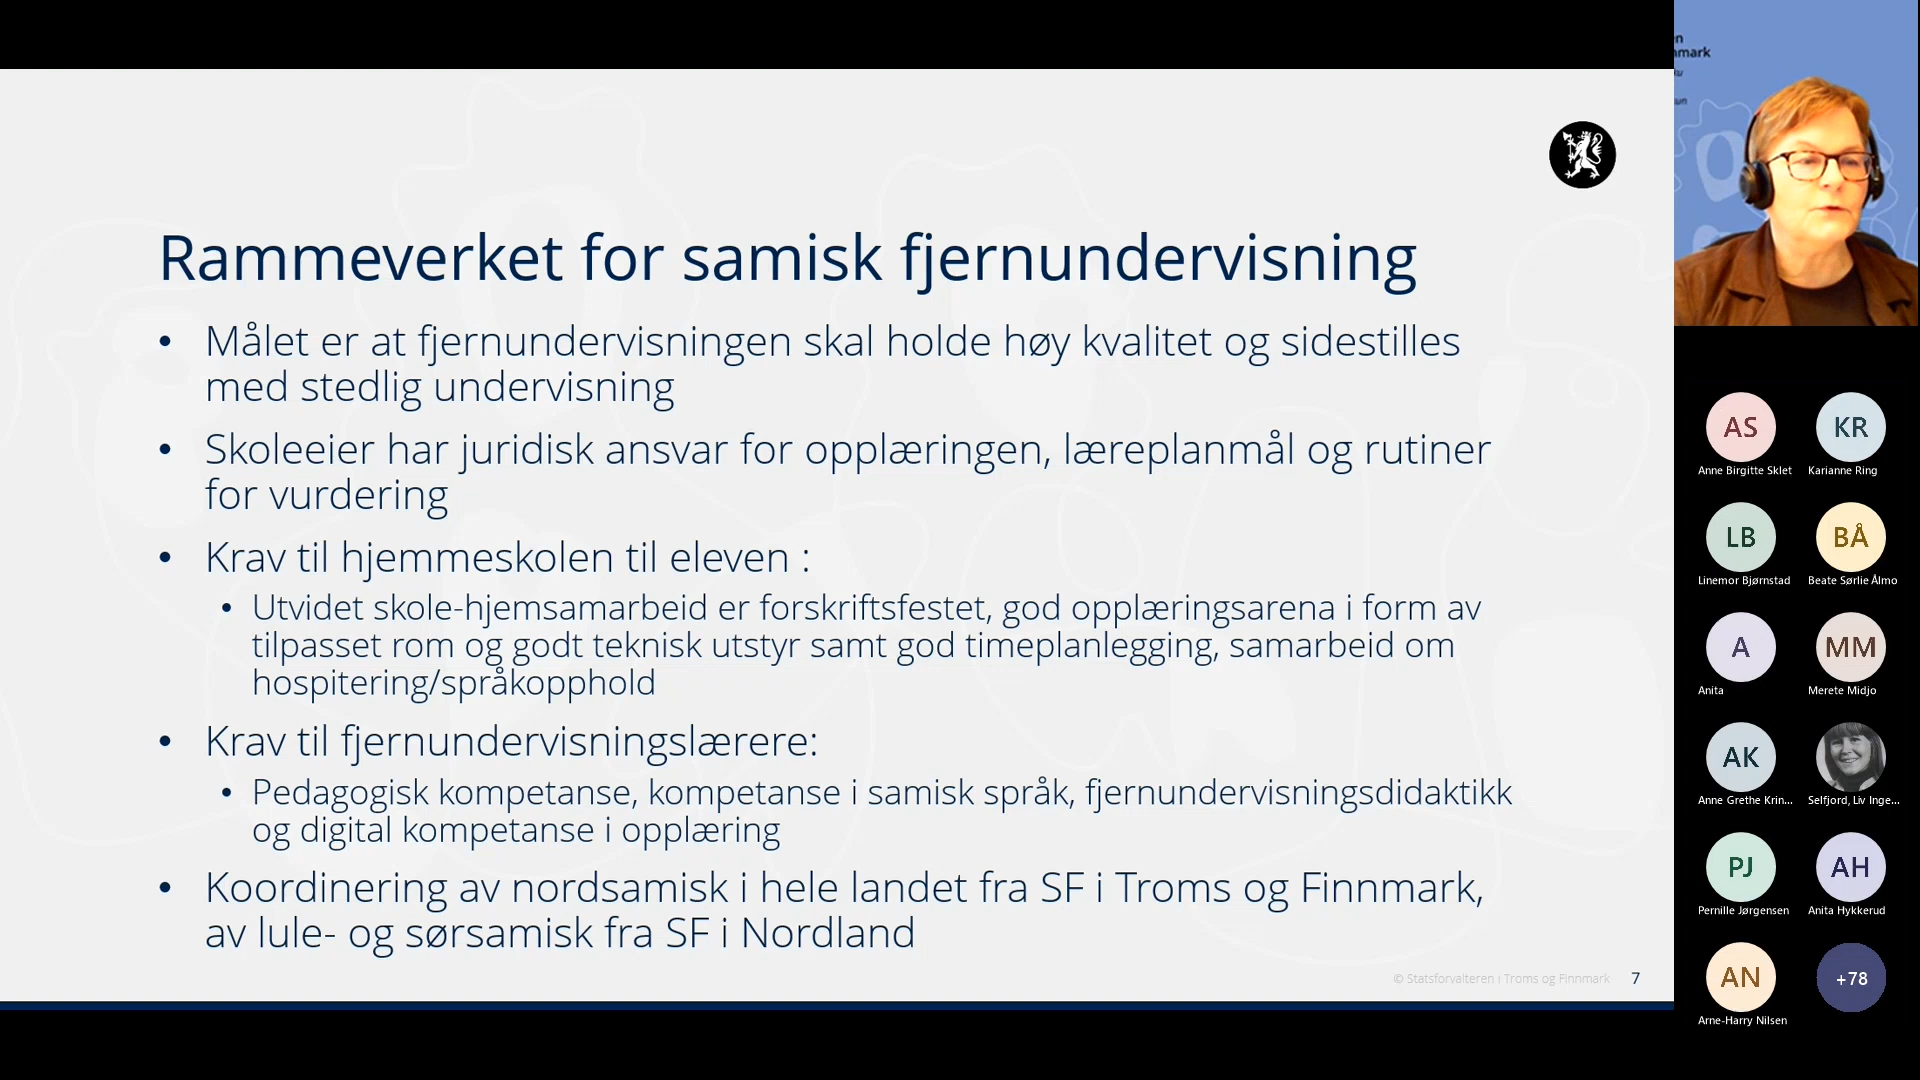 Rammeverket for samisk fjernundervisning
• Målet er at fjernundervisningen skal holde høy kvalitet og sidestilles
med stedlig undervisning
• Skoleeier har juridisk ansvar for opplæringen, læreplanmål og rutiner
for vurdering
• Krav til hjemmeskolen til eleven :
• Utvidet skole-hjemsamarbeid er forskriftsfestet, god opplæringsarena i form av
tilpasset rom og godt teknisk utstyr samt god timeplanlegging, samarbeid om
hospitering/språkopphold
• Krav til fjernundervisningslærere:
• Pedagogisk kompetanse, kompetanse i samisk språk, fjernundervisningsdidaktikk
og digital kompetanse i opplæring
• Koordinering av nordsamisk i hele landet fra SF i Troms og Finnmark,
av lule- og sørsamisk fra SF i Nordland
© Statsforvalteren i Troms og Finnmark 7
AS KR
Anne Birgitte Sklet Karianne Ring
LB BÅ
Linemor Bjørnstad Beate Sørlie Ålmo
A MM
Anita Merete Midjo
AK
Anne Grethe Krin... Selfjord, Liv Inge...
PJ AH
Pernille Jørgensen Anita Hykkerud
AN +78
Arne-Harry Nilsen